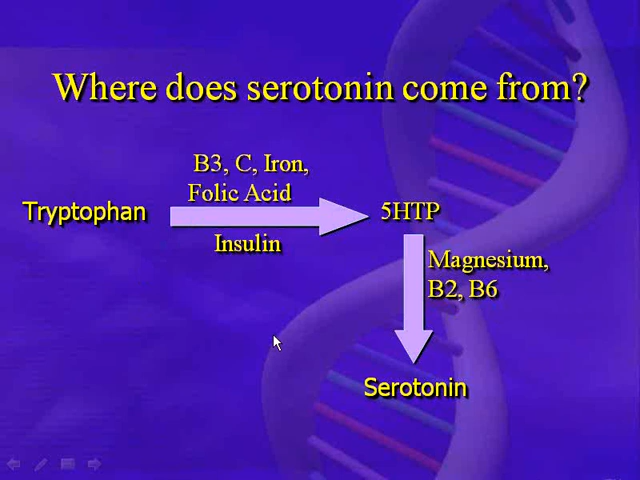 Where does serotonin come from?
B3, C, Iron,
Folic Acid
Tryptophan
5HTP
Insulin
Magnesium,
B2, B6
Serotonin